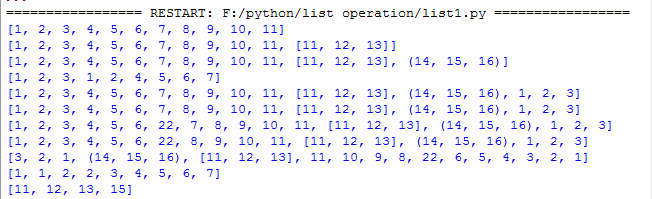 ================= RESTART: F:/python/list operation/list1.py =================
[1, 2, 3, 4, 5, 6, 7, 8, 9, 10, 11]
[1, 2, 3, 4, 5, 6, 7, 8, 9, 10, 11, [11, 12, 13]]
[1, 2, 3, 4, 5, 6, 7, 8, 9, 10, 11, [11, 12, 13], (14, 15, 16)]
[1, 2, 3, 1, 2, 4, 5, 6, 7]
[1, 2, 3, 4, 5, 6, 7, 8, 9, 10, 11, [11, 12, 13], (14, 15, 16), 1, 2, 3]
[1, 2, 3, 4, 5, 6, 7, 8, 9, 10, 11, [11, 12, 13], (14, 15, 16), 1, 2, 3]
[1, 2, 3, 4, 5, 6, 22, 7, 8, 9, 10, 11, [11, 12, 13], (14, 15, 16), 1, 2, 3]
[1, 2, 3, 4, 5, 6, 22, 8, 9, 10, 11, [11, 12, 13], (14, 15, 16), 1, 2, 3]
[3, 2, 1, (14, 15, 16), [11, 12, 13], 11, 10, 9, 8, 22, 6, 5, 4, 3, 2, 1]
[1, 1, 2, 2, 3, 4, 5, 6, 7]
[11, 12, 13, 15]